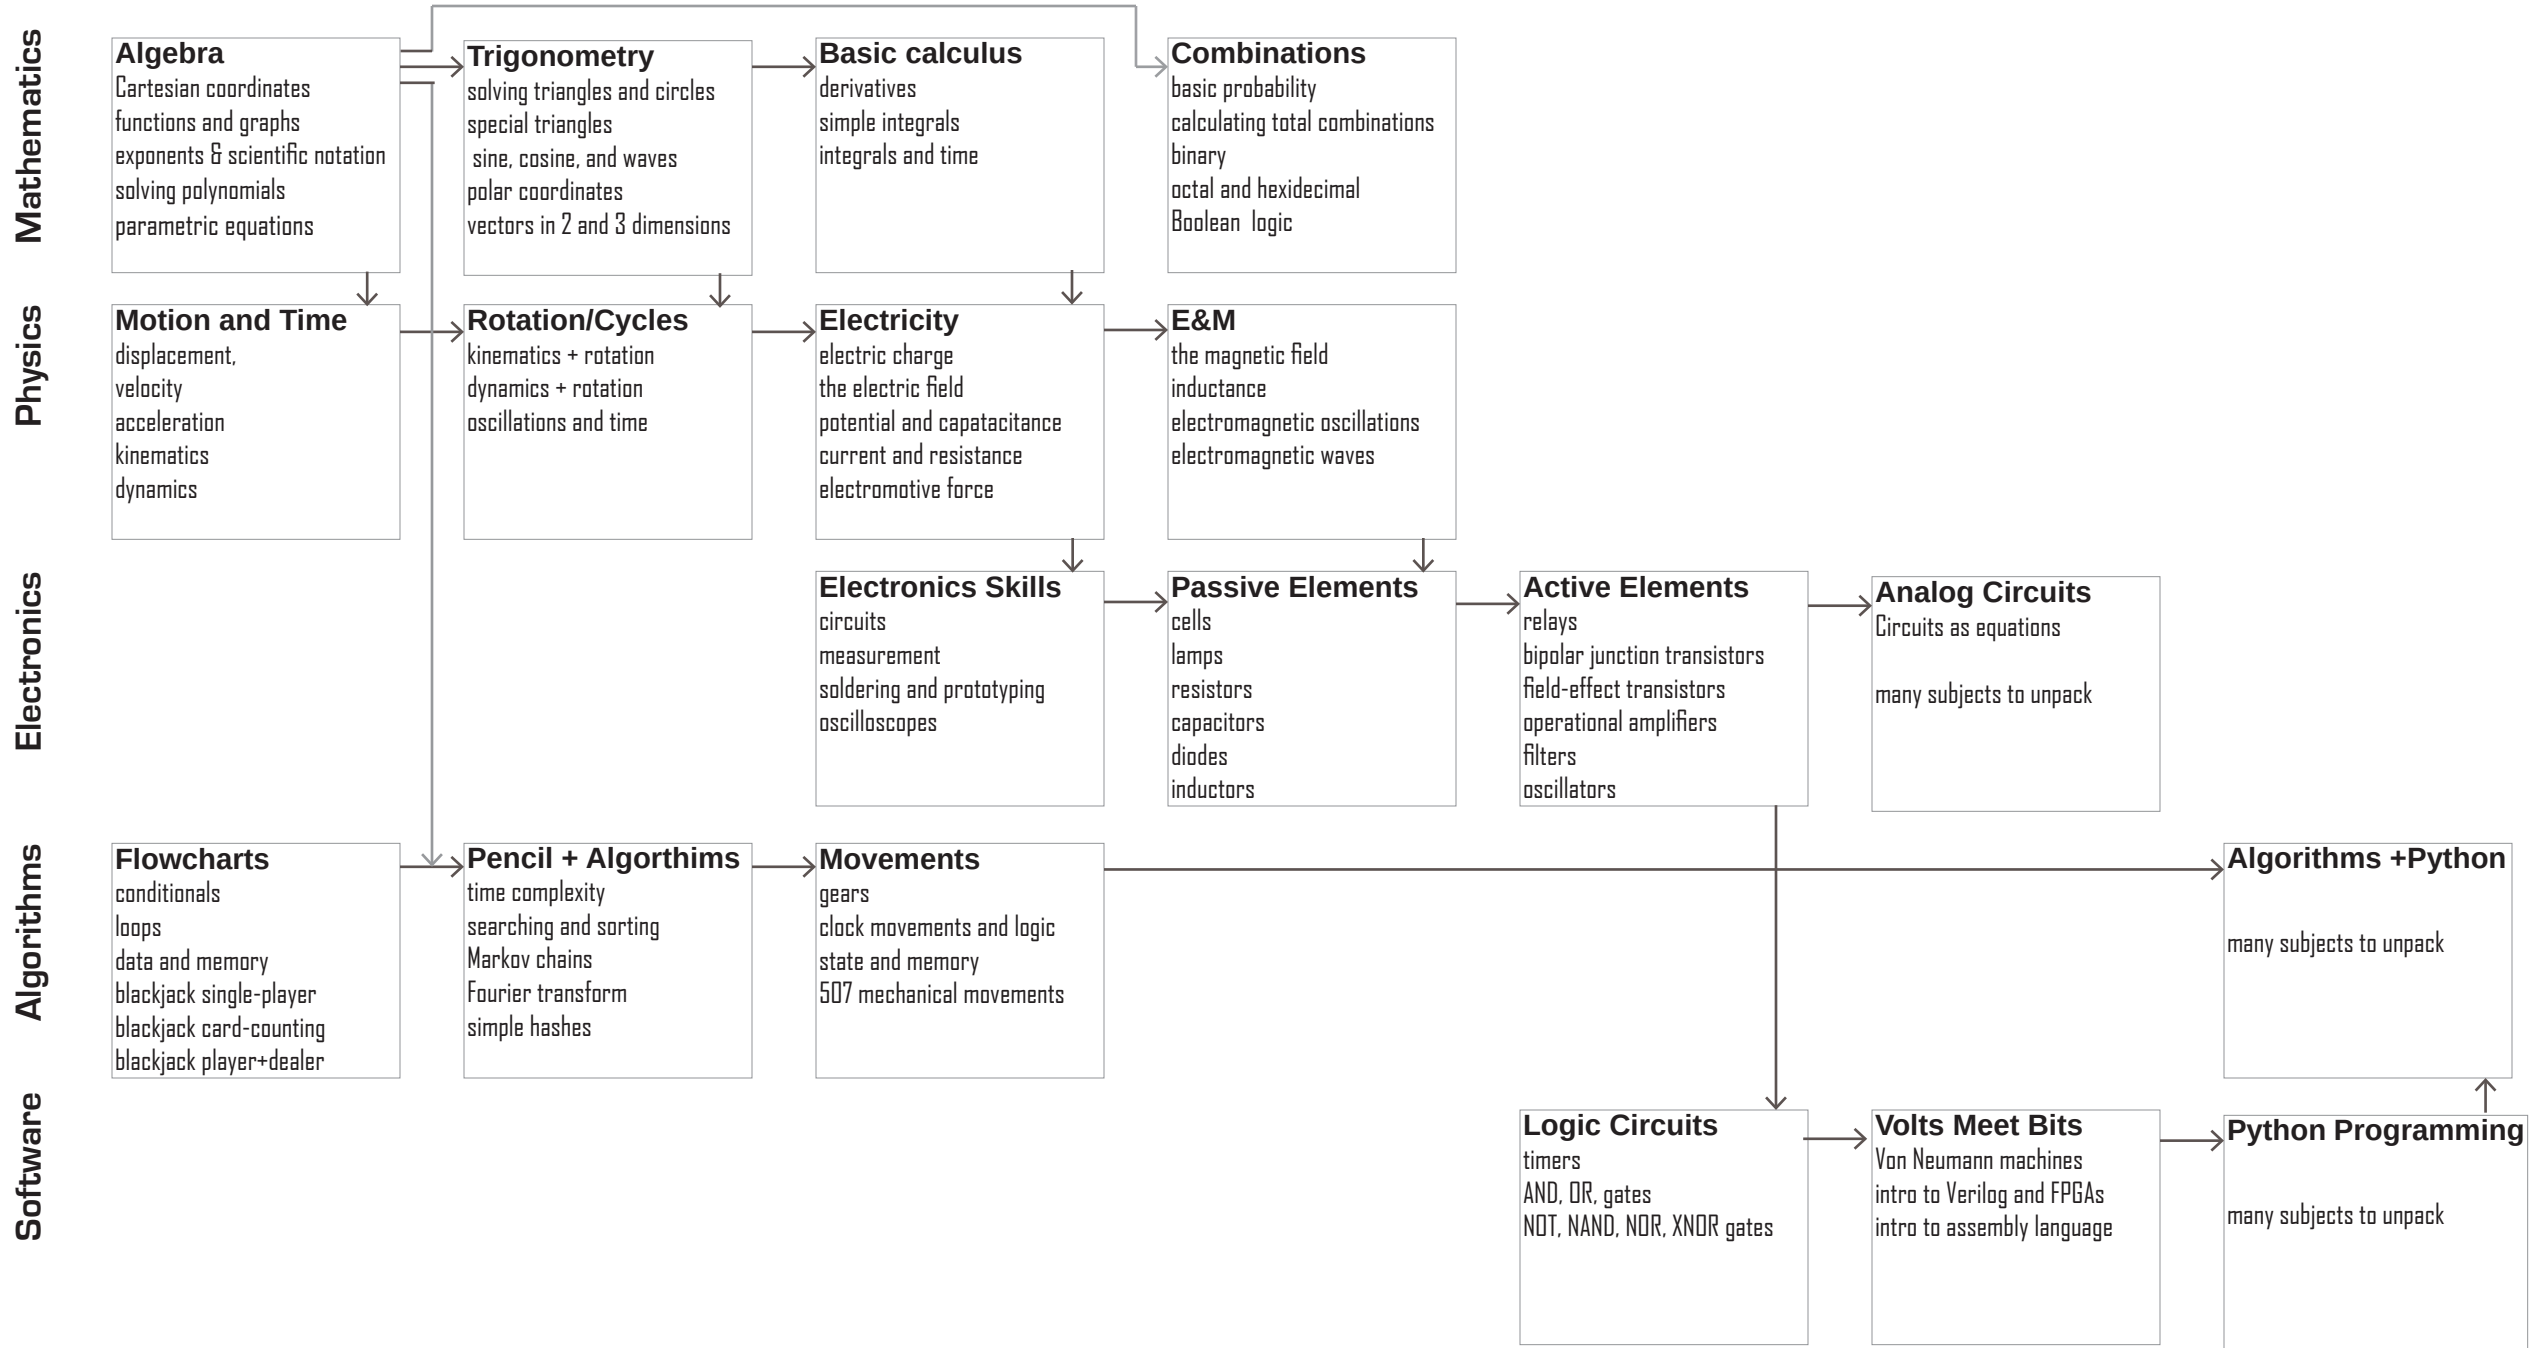 Mathematics
Algebra
Cartesian coordinates
functions and graphs
exponents & scientific notation
solving polynomials
parametric equations
Trigonometry
solving triangles and circles
special triangles
sine, cosine, and waves
polar coordinates
vectors in 2 and 3 dimensions
Basic calculus
derivatives
simple integrals
integrals and time
Combinations
basic probability
calculating total combinations
binary
octal and hexidecimal
Boolean logic
Physics
Motion and Time
displacement,
velocity
acceleration
kinematics
dynamics
Rotation/Cycles
kinematics + rotation
dynamics + rotation
oscillations and time
Electricity
electric charge
the electric field
potential and capatacitance
current and resistance
electromotive force
E&M
the magnetic field
inductance
electromagnetic oscillations
electromagnetic waves
Electronics
Electronics Skills
circuits
measurement
soldering and prototyping
oscilloscopes
Passive Elements
cells
lamps
resistors
capacitors
diodes
inductors
Active Elements
relays
bipolar junction transistors
field-effect transistors
operational amplifiers
filters
oscillators
Analog Circuits
Circuits as equations
many subjects to unpack
Algorithms
Flowcharts
conditionals
loops
data and memory
blackjack single-player
blackjack card-counting
blackjack player+dealer
Pencil + Algorthims
time complexity
searching and sorting
Markov chains
Fourier transform
simple hashes
Movements
gears
clock movements and logic
state and memory
507 mechanical movements
Algorithms +Python
many subjects to unpack
Software
Logic Circuits
timers
AND, OR, gates
NOT, NAND, NOR, XNOR gates
Volts Meet Bits
Von Neumann machines
intro to Verilog and FPGAs
intro to assembly language
Python Programming
many subjects to unpack